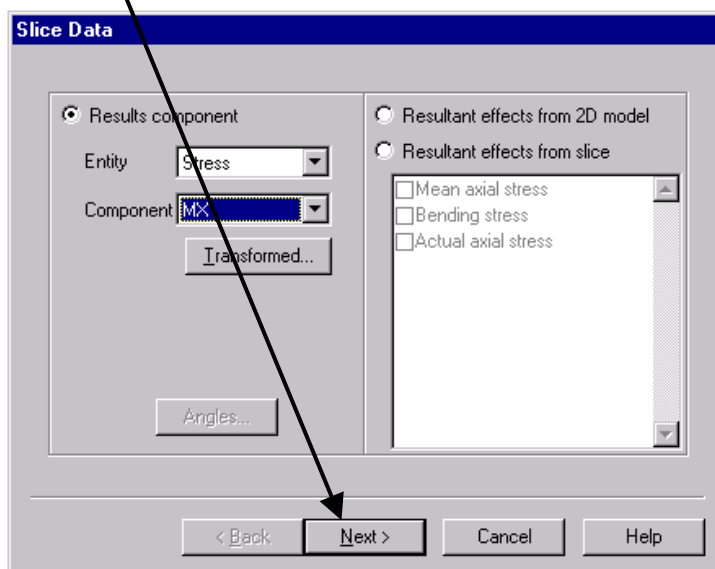 Slice Data
Results component
Entity Stress
Component MX
Transformed...
Angles...
Resultant effects from 2D model
Resultant effects from slice
Mean axial stress
Bending stress
Actual axial stress
< Back Next > Cancel Help